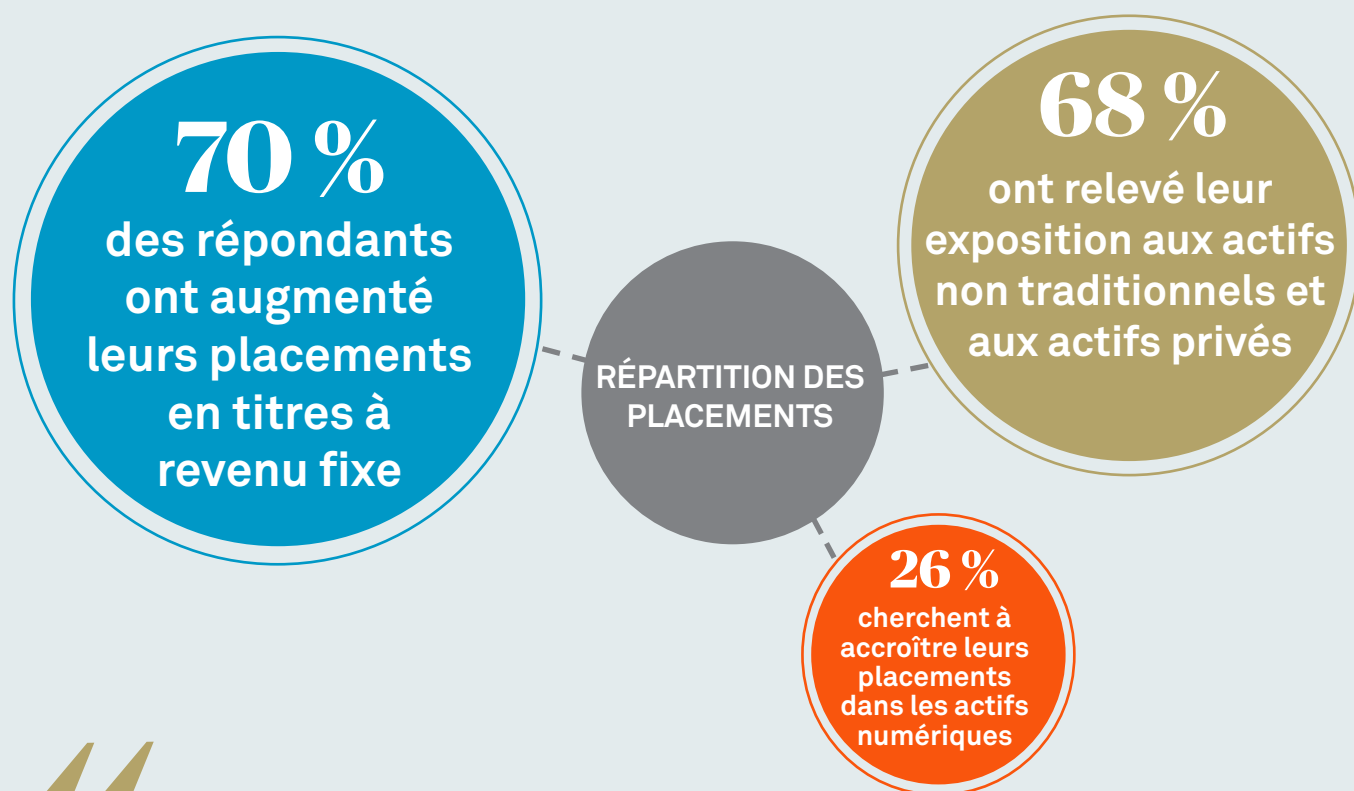 70 %
des répondants
ont augmenté
leurs placements
en titres à
revenu fixe
68 %
ont relevé leur
exposition aux actifs
non traditionnels et
aux actifs privés
RÉPARTITION DES
PLACEMENTS
26 %
cherchent à
accroître leurs
placements
dans les actifs
numériques